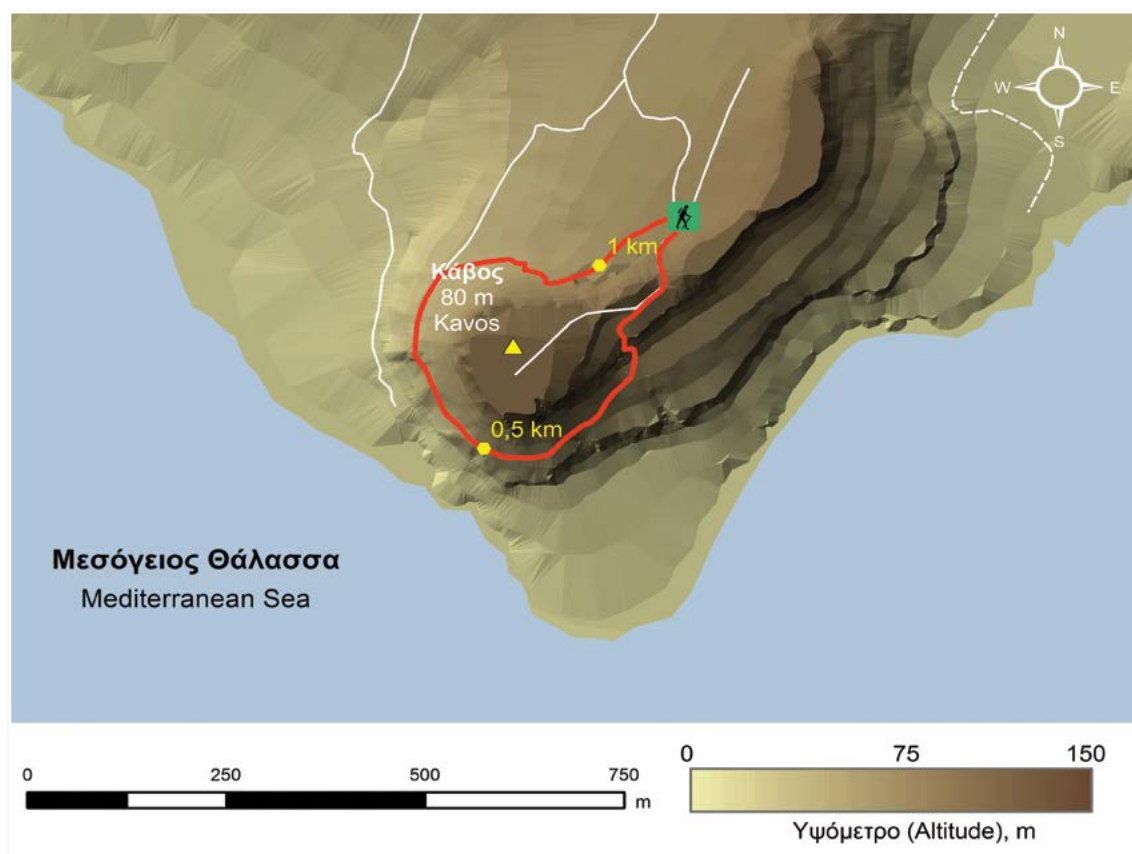 N
W E
S
1 km
Κάβος
80 m
Kavos
0,5 km
Μεσόγειος Θάλασσα
Mediterranean Sea
0 250 500 750
m
0 75 150
Υψόμετρο (Altitude), m